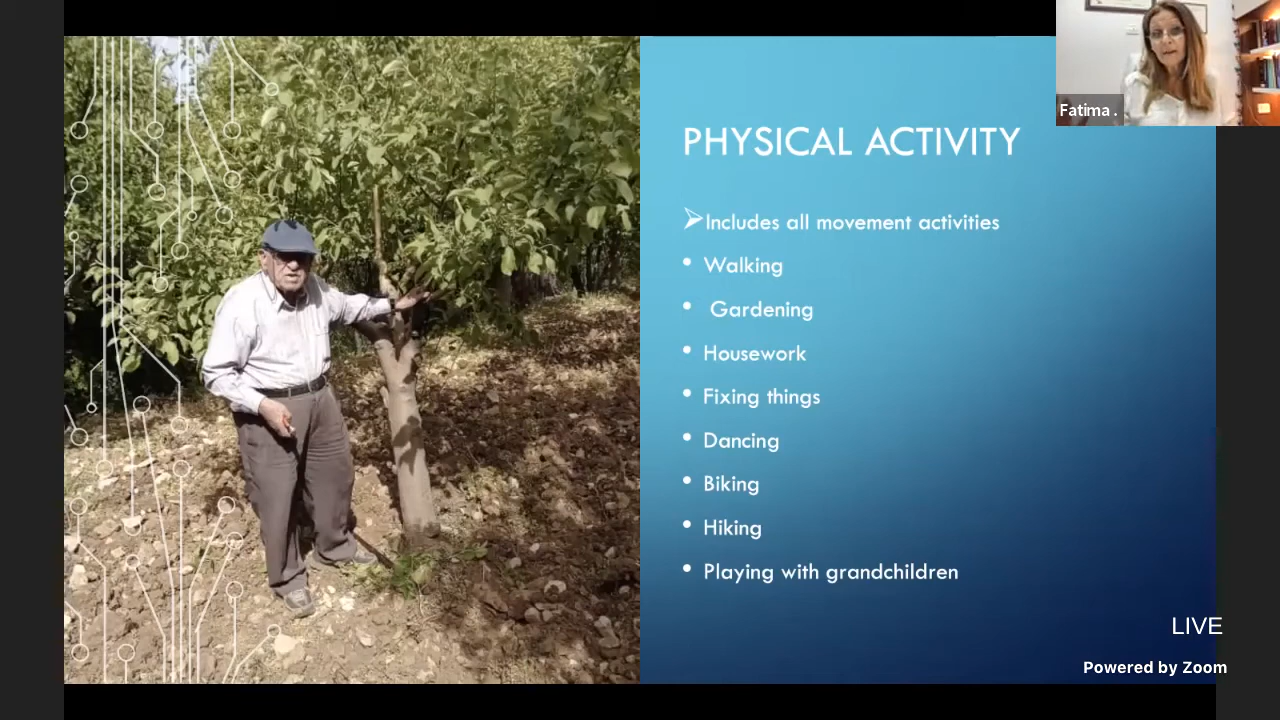 Fatima .
PHYSICAL ACTIVITY
Includes all movement activities
Walking
Gardening
Housework
Fixing things
Dancing
Biking
Hiking
Playing with grandchildren
LIVE
Powered by Zoom